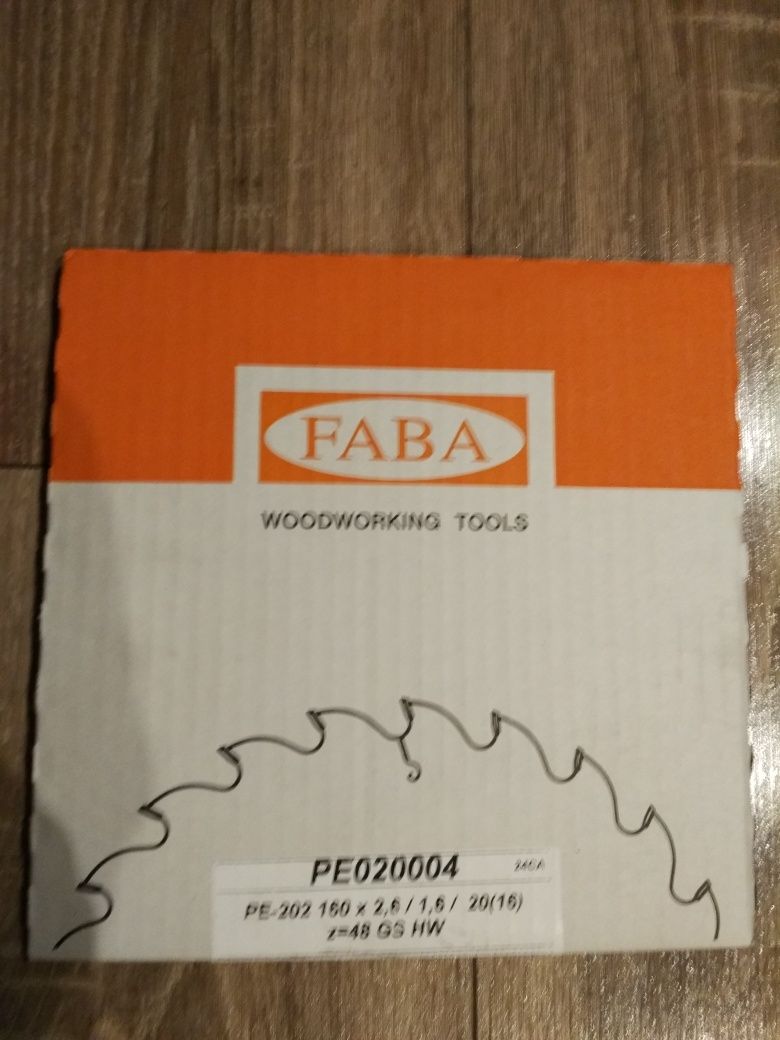 FABA
WOODWORKING TOOLS
PE020004
PE-202 160 x 2,6 / 1,6 / 20(16)
z=48 GS HW